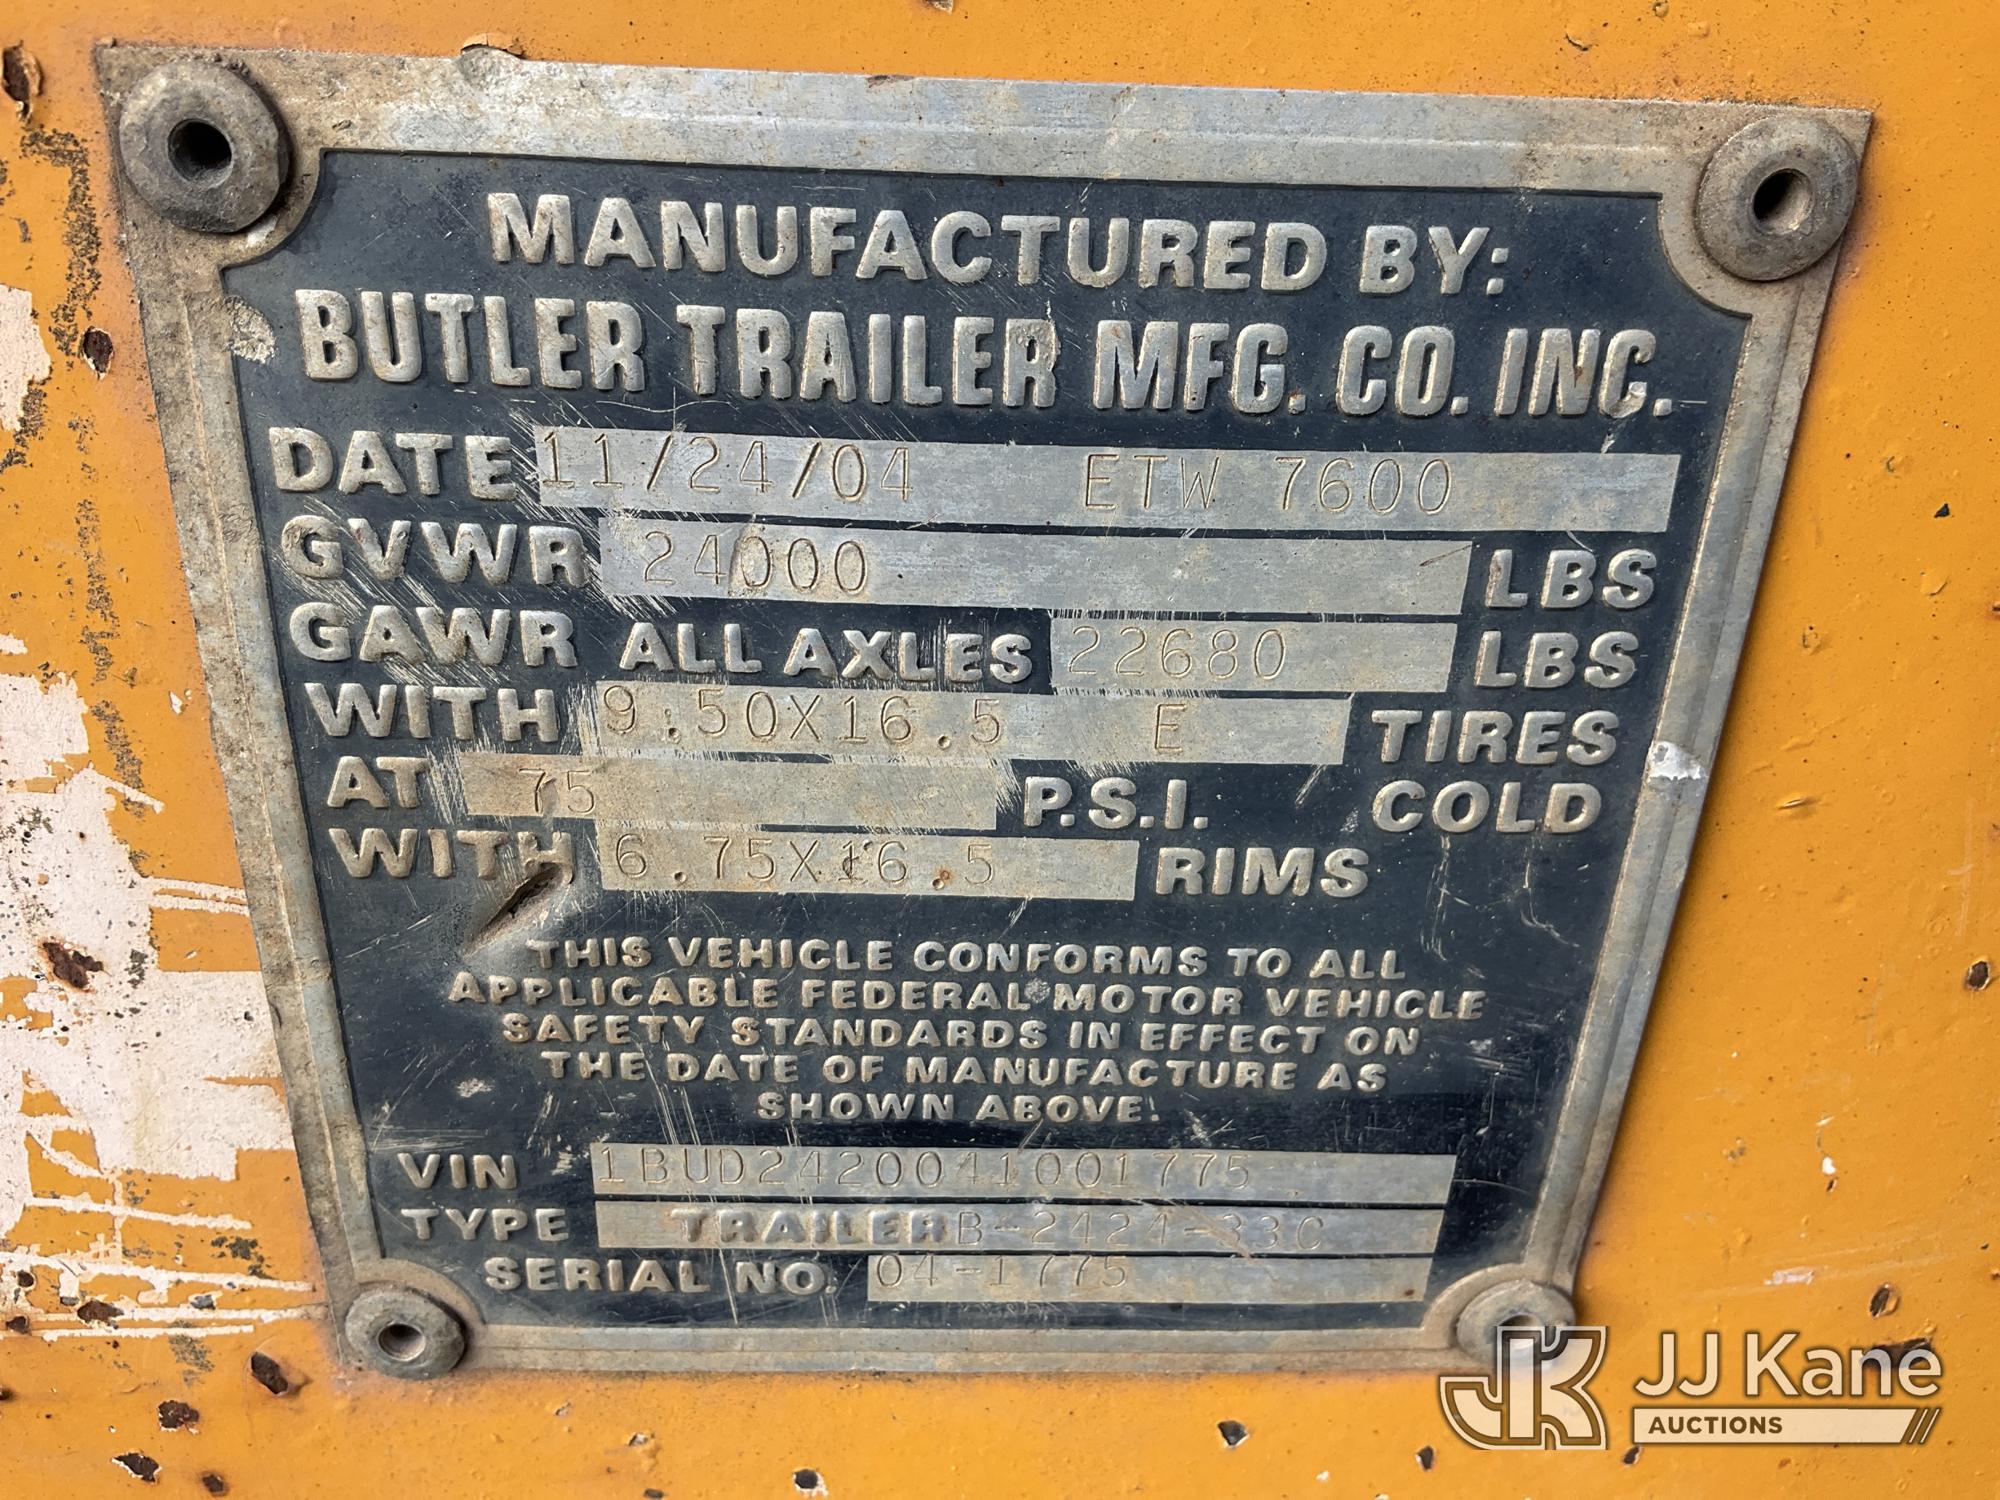 MANUFACTURED BY:
BUTLER TRAILER MFG. CO. INC.
DATE 11/24/04 ETW 7600
GVWR 24000 LBS
GAWR ALL AXLES 22680 LBS
WITH 9.50X16.5 E TIRES
AT 75 P.S.I. COLD
WITH 6.75X16.5 RIMS
THIS VEHICLE CONFORMS TO ALL
APPLICABLE FEDERAL MOTOR VEHICLE
SAFETY STANDARDS IN EFFECT ON
THE DATE OF MANUFACTURE AS
SHOWN ABOVE.
VIN 1BUD2420041001775
TYPE TRAILER B-2424-33C
SERIAL NO. 04-1775
JK JJ Kane
AUCTIONS